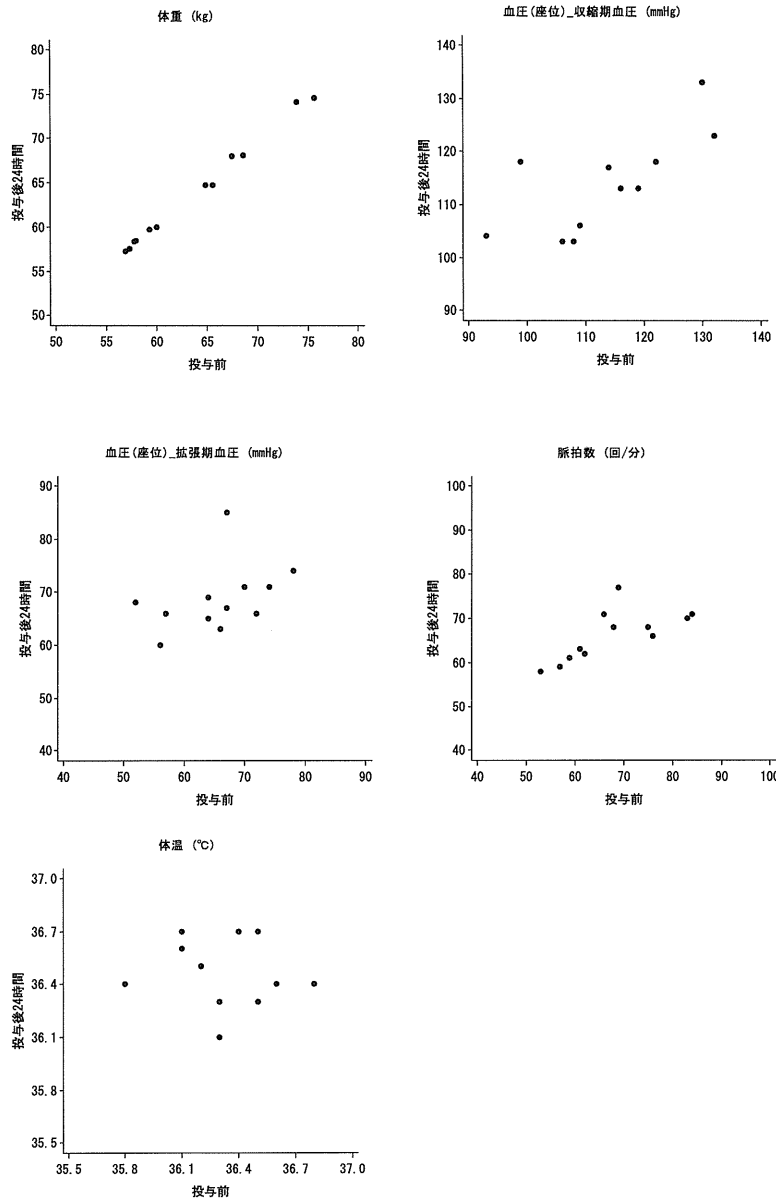 体重 (kg)
80
75
70
65
60
55
50
投与後24時間
50 55 60 65 70 75 80
投与前
血圧(座位)_収縮期血圧 (mmHg)
140
130
120
110
100
90
投与後24時間
90 100 110 120 130 140
投与前
血圧(座位)_拡張期血圧 (mmHg)
90
80
70
60
50
40
投与後24時間
40 50 60 70 80 90
投与前
脈拍数 (回/分)
100
90
80
70
60
50
40
投与後24時間
40 50 60 70 80 90 100
投与前
体温 (℃)
37.0
36.7
36.4
36.1
35.8
35.5
投与後24時間
35.5 35.8 36.1 36.4 36.7 37.0
投与前